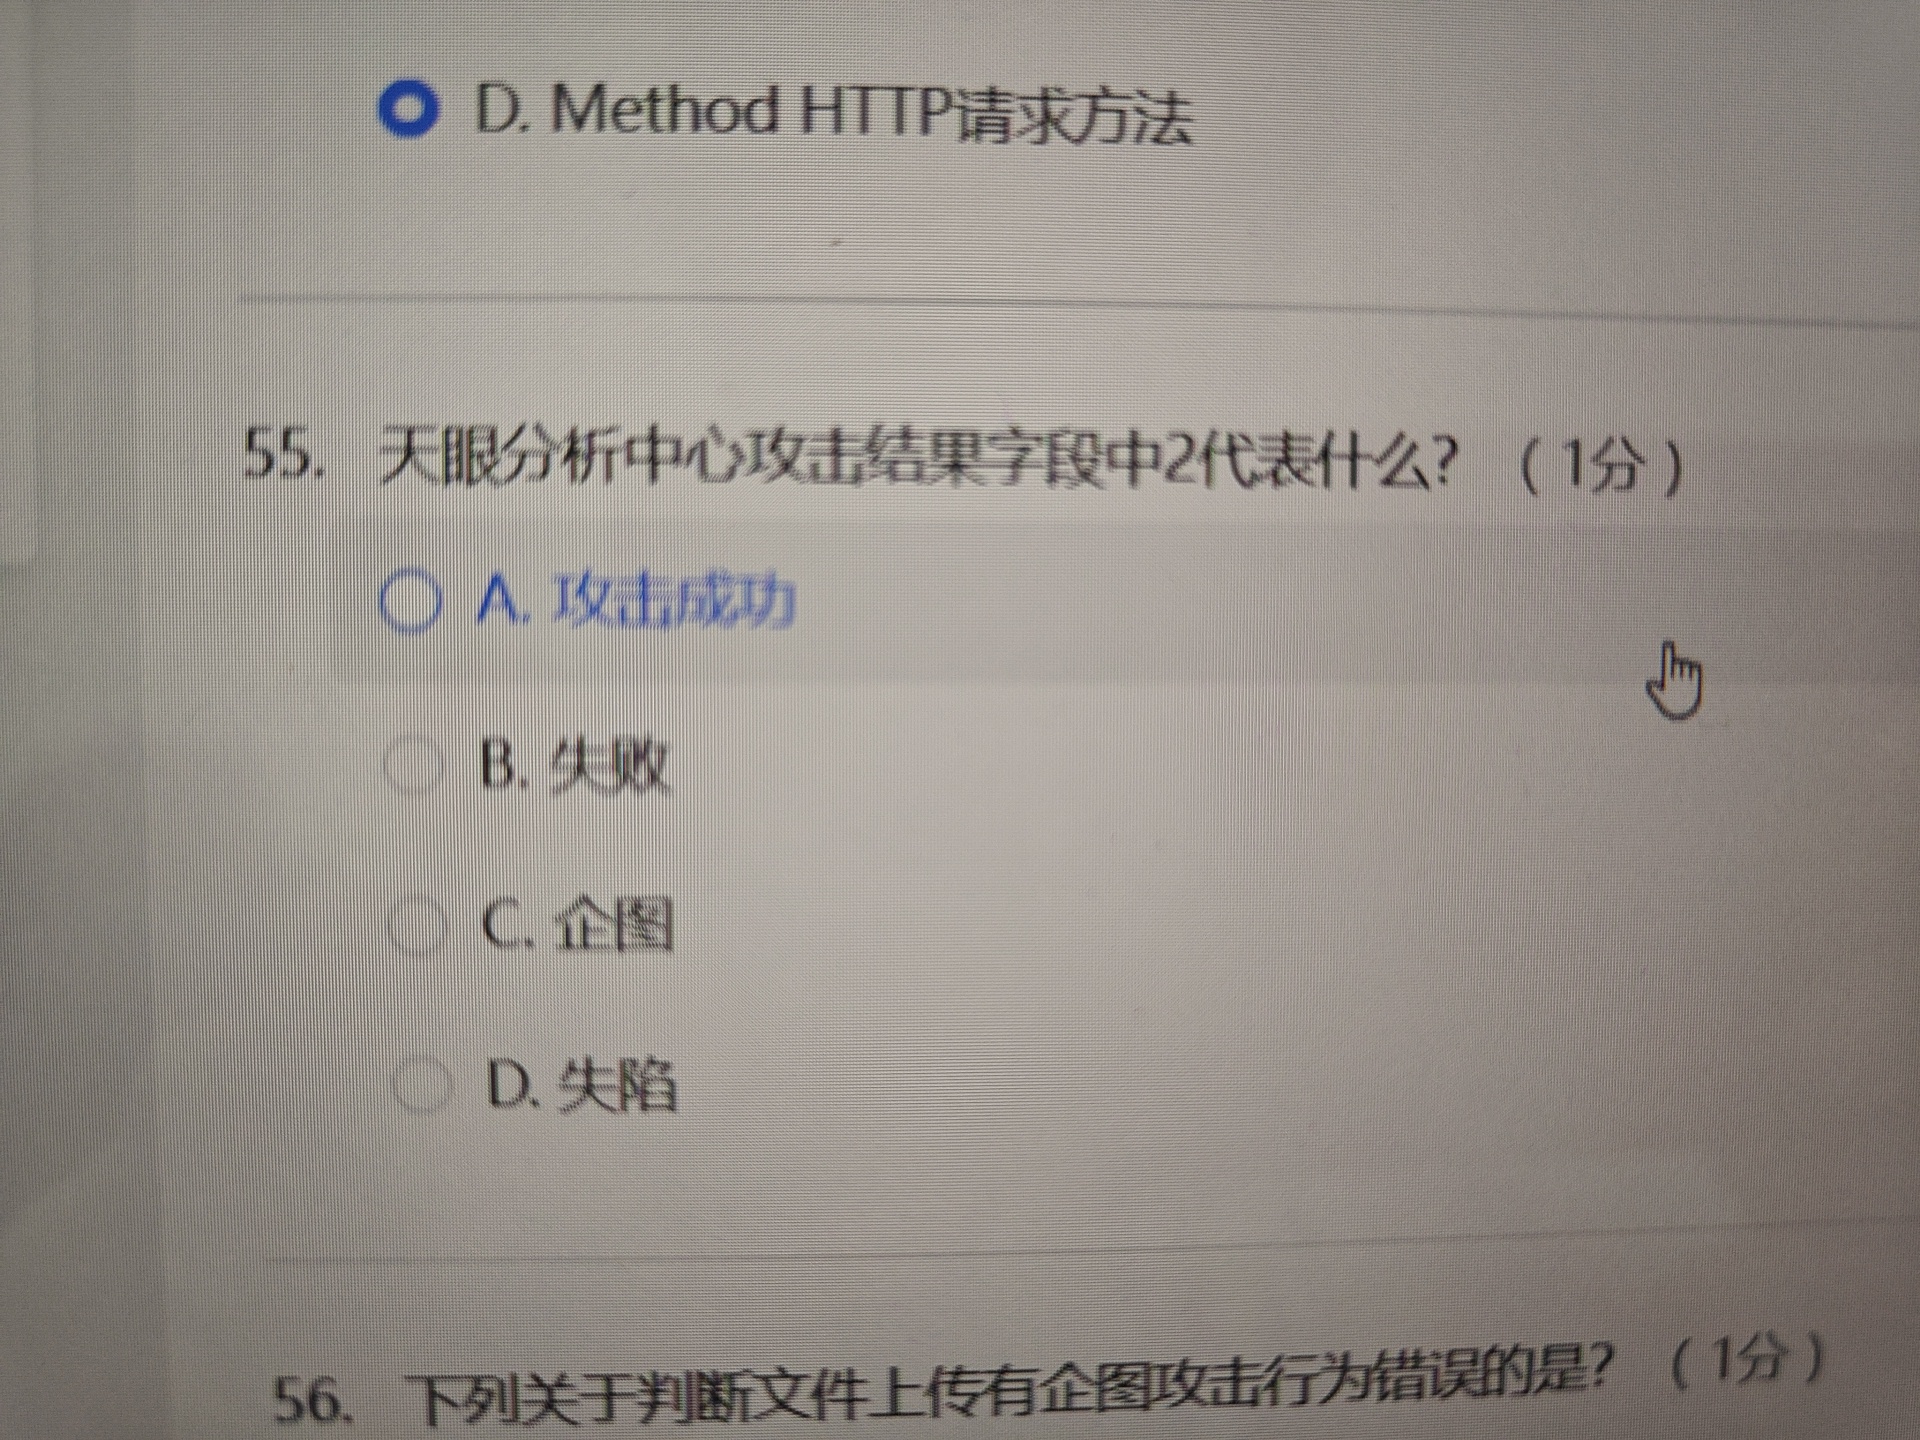 D. Method HTTP请求方法
55. 天眼分析中心攻击结果字段中2代表什么? （1分）
A. 攻击成功
B. 失败
C. 企图
D. 失陷
56. 下列关于判断文件上传有企图攻击行为错误的是? （1分）